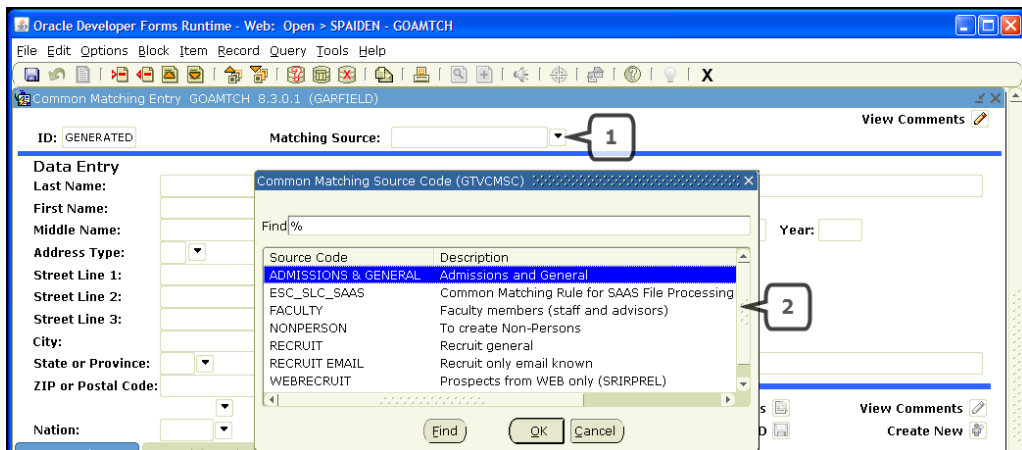 Oracle Developer Forms Runtime - Web: Open > SPAIDEN - GOAMTCH
File Edit Options Block Item Record Query Tools Help
X
Common Matching Entry GOAMTCH 8.3.0.1 (GARFIELD)
View Comments
ID: GENERATED Matching Source: 1
Data Entry
Last Name:
First Name:
Middle Name: Year:
Address Type:
Street Line 1:
Street Line 2:
Street Line 3:
City:
State or Province:
ZIP or Postal Code:
Nation:
Common Matching Source Code (GTVCMSC)
Find %
Source Code Description
ADMISSIONS & GENERAL Admissions and General
ESC_SLC_SAAS Common Matching Rule for SAAS File Processing
FACULTY Faculty members (staff and advisors)
NONPERSON To create Non-Persons
RECRUIT Recruit general
RECRUIT EMAIL Recruit only email known
WEBRECRUIT Prospects from WEB only (SRIRPREL)
2
Find OK Cancel
s View Comments
D Create New